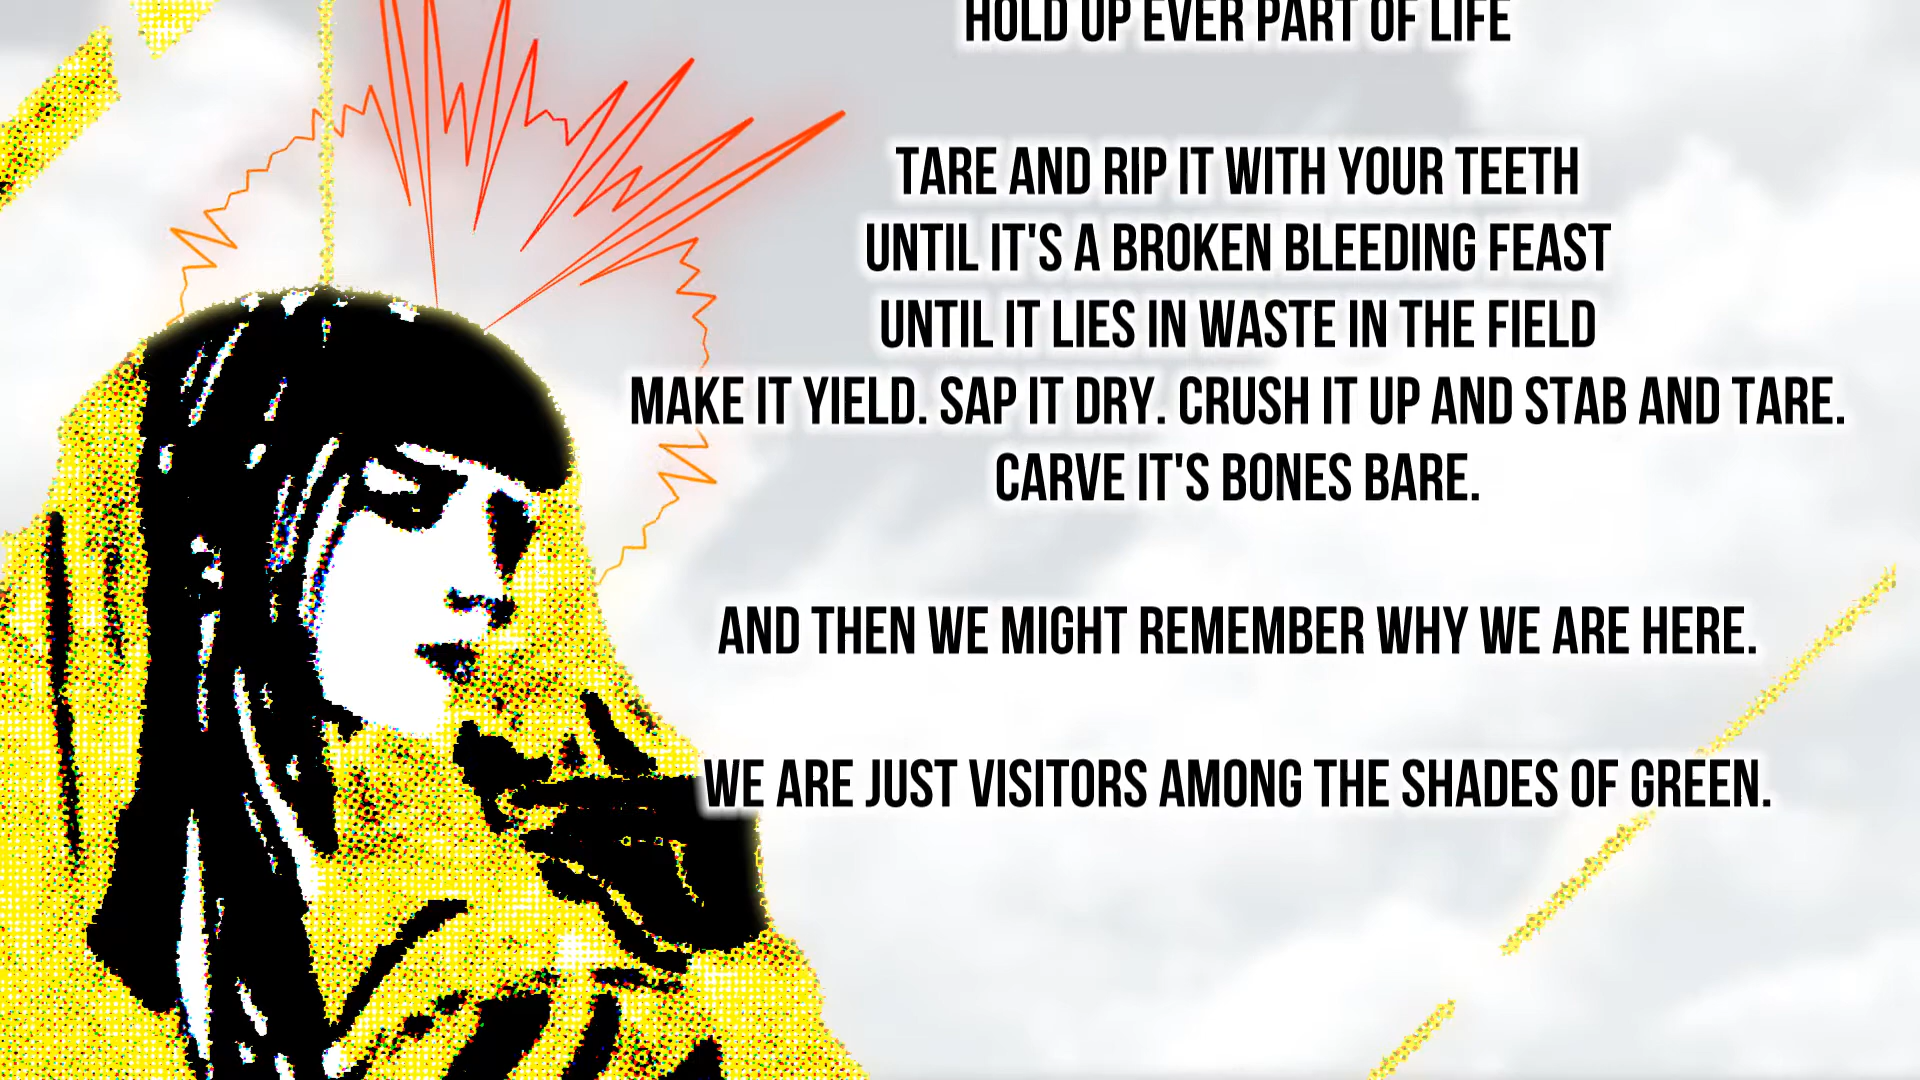 HOLD UP EVER PART OF LIFE
TARE AND RIP IT WITH YOUR TEETH
UNTIL IT'S A BROKEN BLEEDING FEAST
UNTIL IT LIES IN WASTE IN THE FIELD
MAKE IT YIELD. SAP IT DRY. CRUSH IT UP AND STAB AND TARE.
CARVE IT'S BONES BARE.
AND THEN WE MIGHT REMEMBER WHY WE ARE HERE.
WE ARE JUST VISITORS AMONG THE SHADES OF GREEN.